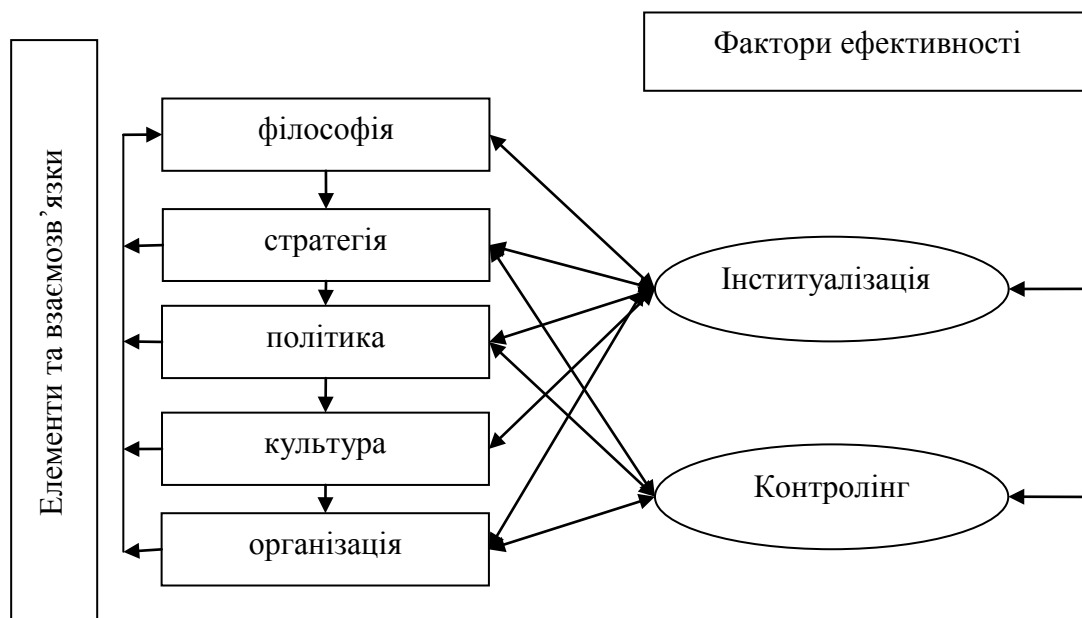 Фактори ефективності
Елементи та взаємозв’язки
філософія
стратегія
політика
культура
організація
Інституалізація
Контролінг